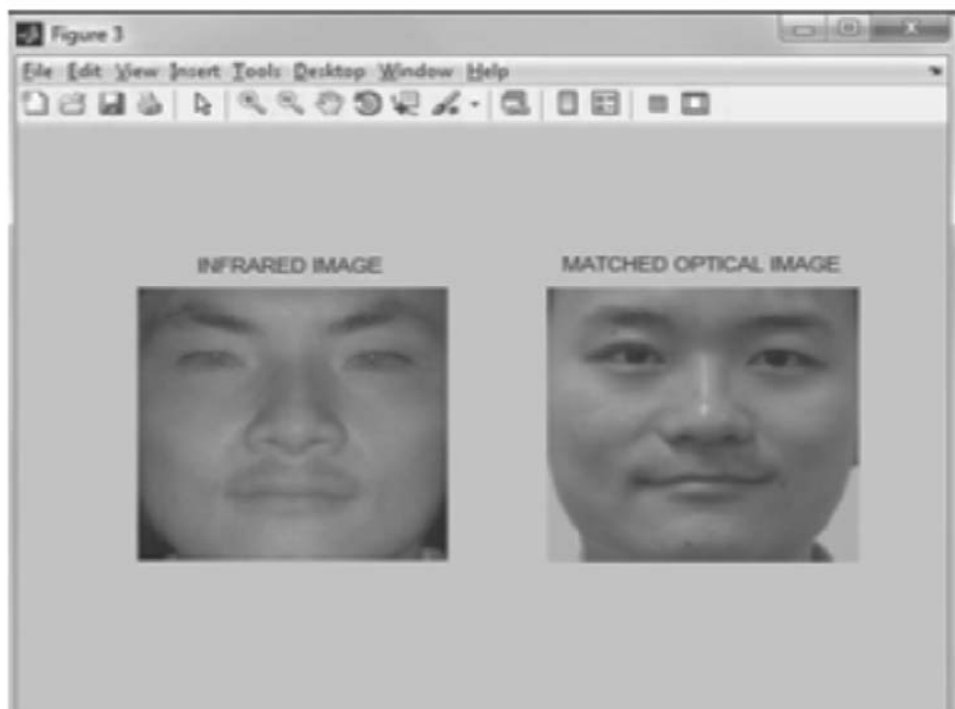 Figure 3
File Edit View Insert Tools Desktop Window Help
INFRARED IMAGE
MATCHED OPTICAL IMAGE